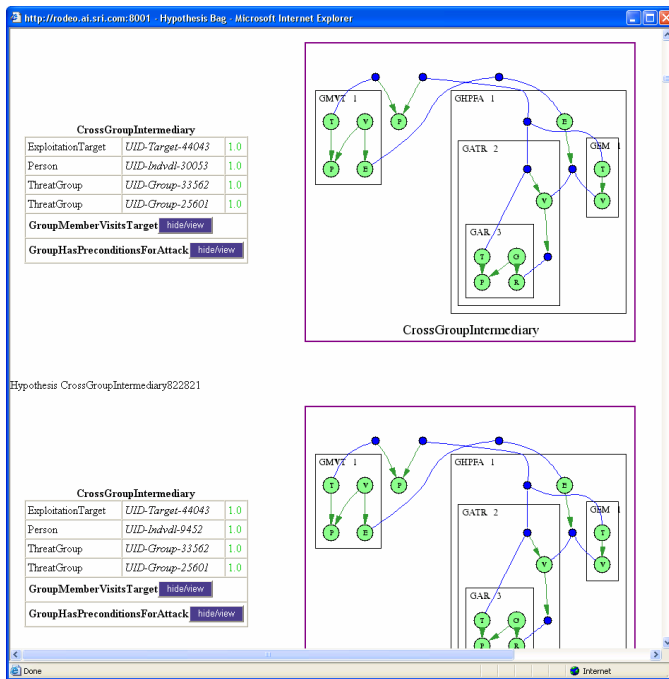 http://rodeo.ai.sri.com:8001 - Hypothesis Bag - Microsoft Internet Explorer
CrossGroupIntermediary
ExploitationTarget UID-Target-44043 1.0
Person UID-Indvdl-30053 1.0
ThreatGroup UID-Group-33562 1.0
ThreatGroup UID-Group-25601 1.0
GroupMemberVisitsTarget hide/view
GroupHasPreconditionsForAttack hide/view
GMVT 1
GHPFA 1
T V P E
P E
GATR 2
GEM 1
T
V V
GAR 3
T G
P R
CrossGroupIntermediary
Hypothesis CrossGroupIntermediary822821
CrossGroupIntermediary
ExploitationTarget UID-Target-44043 1.0
Person UID-Indvdl-9452 1.0
ThreatGroup UID-Group-33562 1.0
ThreatGroup UID-Group-25601 1.0
GroupMemberVisitsTarget hide/view
GroupHasPreconditionsForAttack hide/view
GMVT 1
GHPFA 1
T V P E
P E
GATR 2
GEM 1
T
V V
GAR 3
T G
P R
Done
Internet